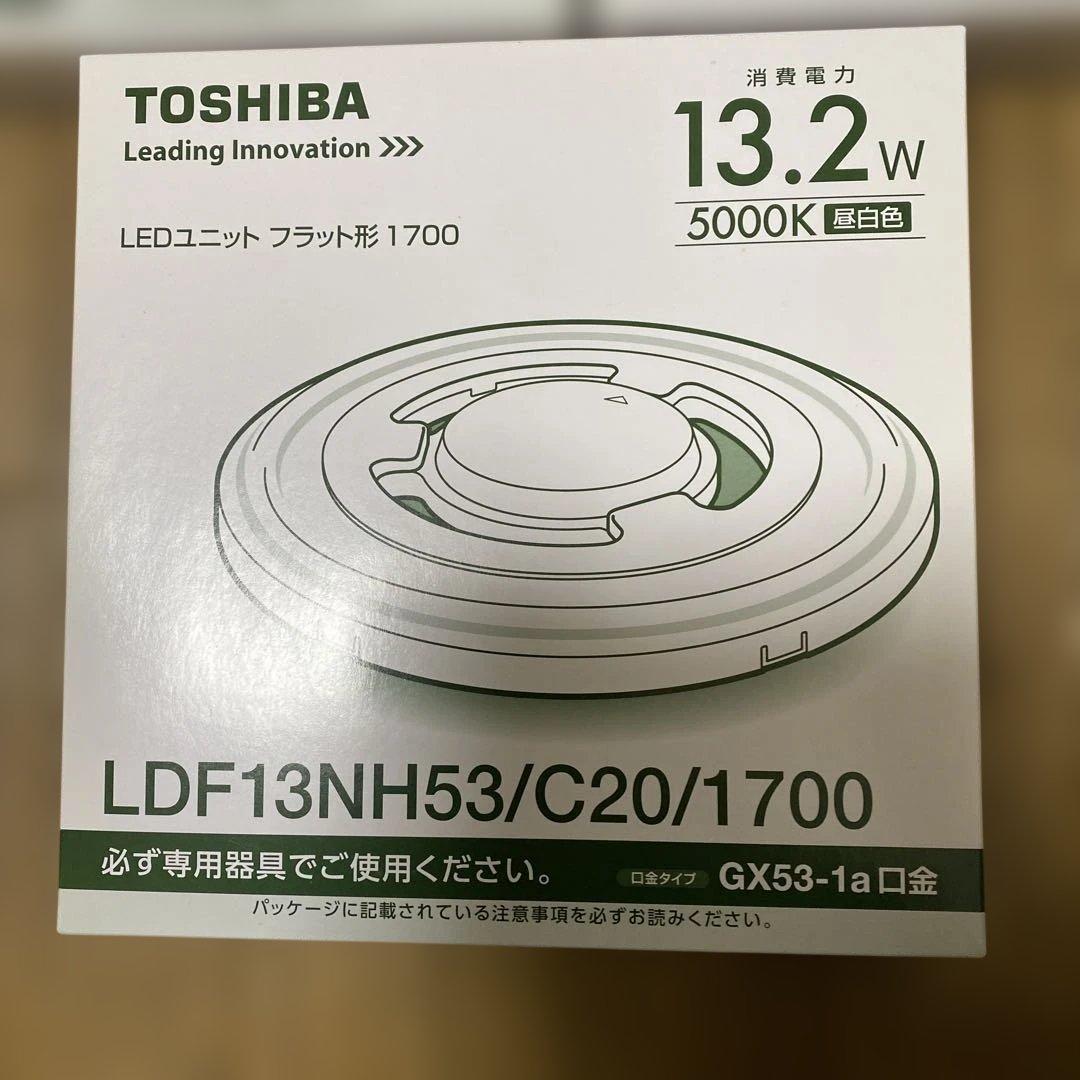 TOSHIBA
Leading Innovation >>>
消費電力
13.2W
5000K 昼白色
LEDユニット フラット形1700
LDF13NH53/C20/1700
必ず専用器具でご使用ください。 口金タイプ GX53-1a口金
パッケージに記載されている注意事項を必ずお読みください。